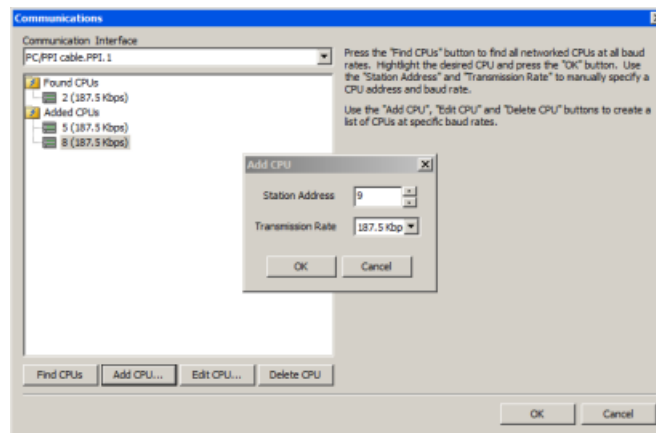 Communications
Communication Interface
PC/PPI cable.PPI.1
Found CPUs
2 (187.5 Kbps)
Added CPUs
5 (187.5 Kbps)
8 (187.5 Kbps)
Press the "Find CPUs" button to find all networked CPUs at all baud
rates. Highlight the desired CPU and press the "OK" button. Use
the "Station Address" and "Transmission Rate" to manually specify a
CPU address and baud rate.
Use the "Add CPU", "Edit CPU" and "Delete CPU" buttons to create a
list of CPUs at specific baud rates.
Add CPU
Station Address
9
Transmission Rate
187.5 Kbp
OK
Cancel
Find CPUs
Add CPU...
Edit CPU...
Delete CPU
OK
Cancel